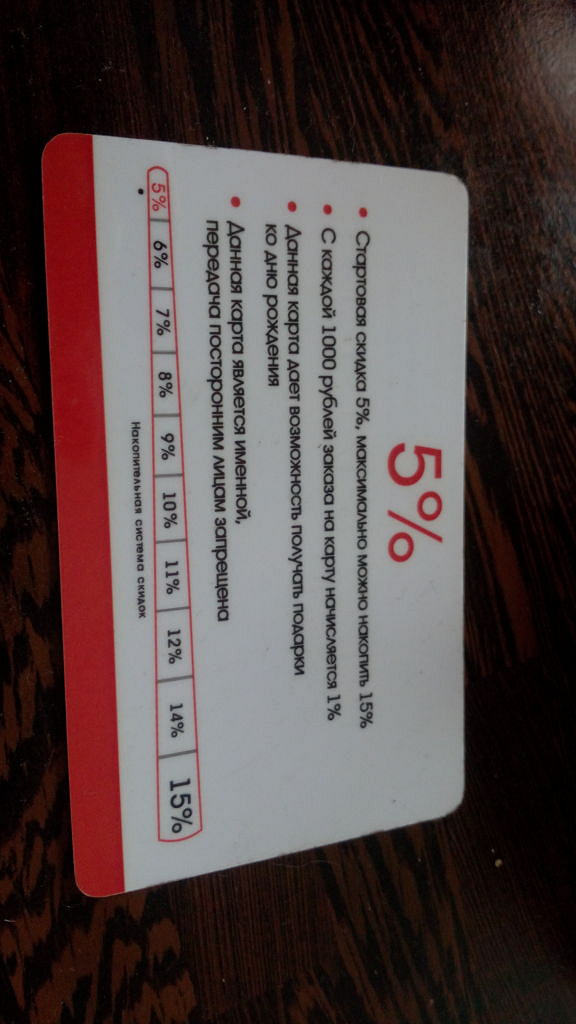 5%
• Стартовая скидка 5%, максимально можно накопить 15%
• С каждой 1000 рублей заказа на карту начисляется 1%
• Данная карта дает возможность получать подарки
ко дню рождения
• Данная карта является именной,
передача посторонним лицам запрещена
5% 6% 7% 8% 9% 10% 11% 12% 14% 15%
Накопительная система скидок